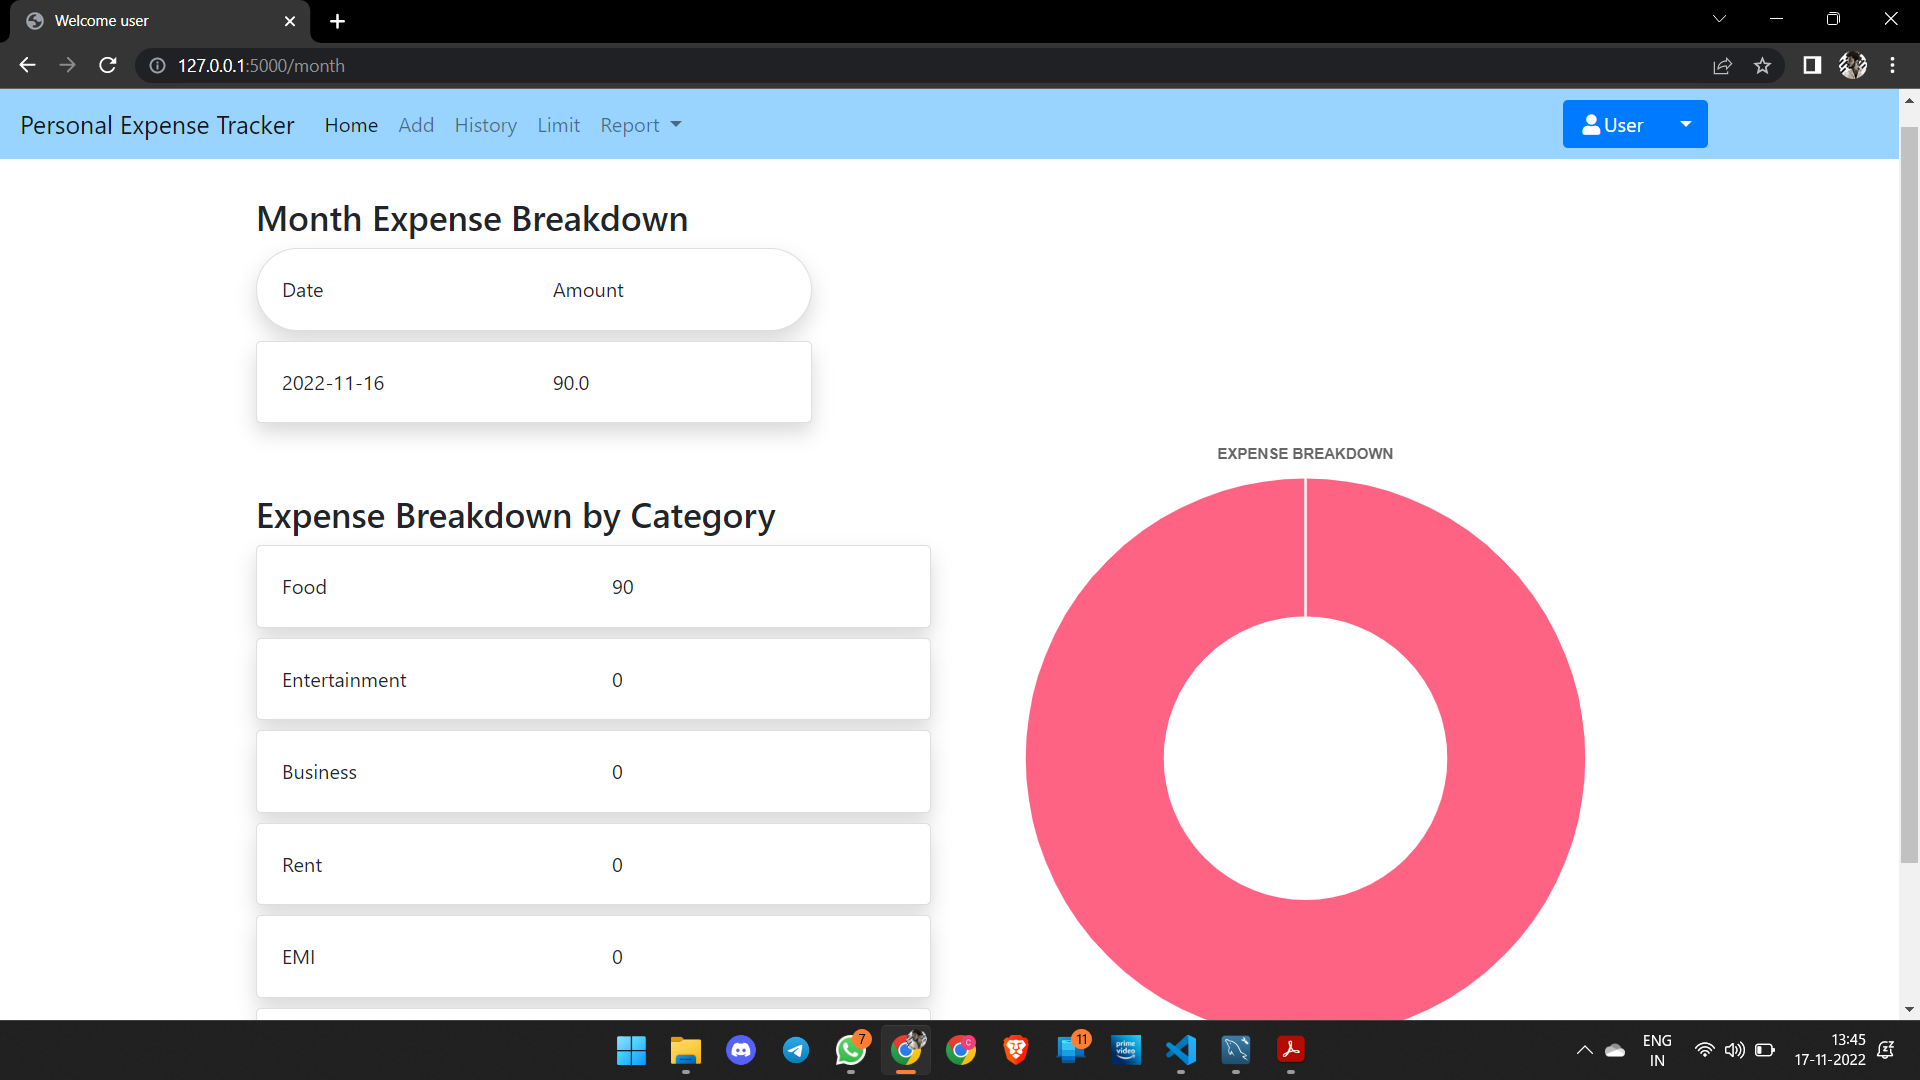 Welcome user
127.0.0.1:5000/month
Personal Expense Tracker Home Add History Limit Report User
Month Expense Breakdown
Date Amount
2022-11-16 90.0
EXPENSE BREAKDOWN
Expense Breakdown by Category
Food 90
Entertainment 0
Business 0
Rent 0
EMI 0
7
C
11
prime video
ENG
IN
13:45
17-11-2022